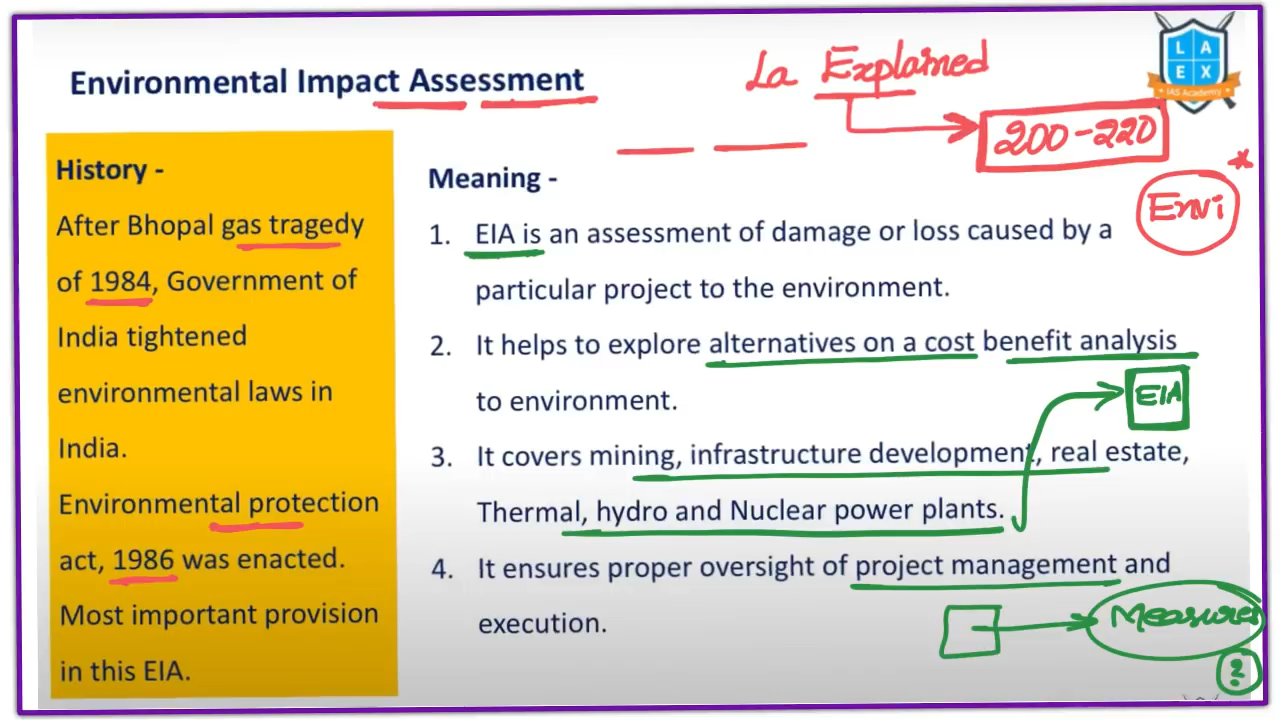 Environmental Impact Assessment
La Explained
200-220
Envi
LAEX
IAS Academy
History -
After Bhopal gas tragedy
of 1984, Government of
India tightened
environmental laws in
India.
Environmental protection
act, 1986 was enacted.
Most important provision
in this EIA.
Meaning -
1. EIA is an assessment of damage or loss caused by a
particular project to the environment.
2. It helps to explore alternatives on a cost benefit analysis
to environment.
EIA
3. It covers mining, infrastructure development, real estate,
Thermal, hydro and Nuclear power plants.
4. It ensures proper oversight of project management and
execution.
Measures
?